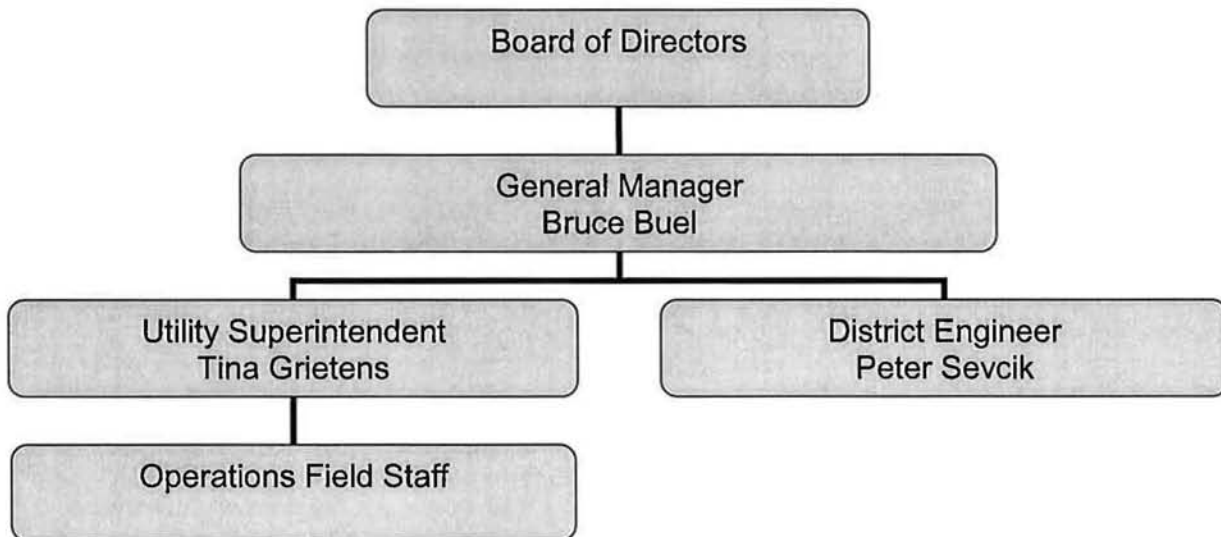 Board of Directors
General Manager
Bruce Buel
Utility Superintendent
Tina Grietens
District Engineer
Peter Sevcik
Operations Field Staff